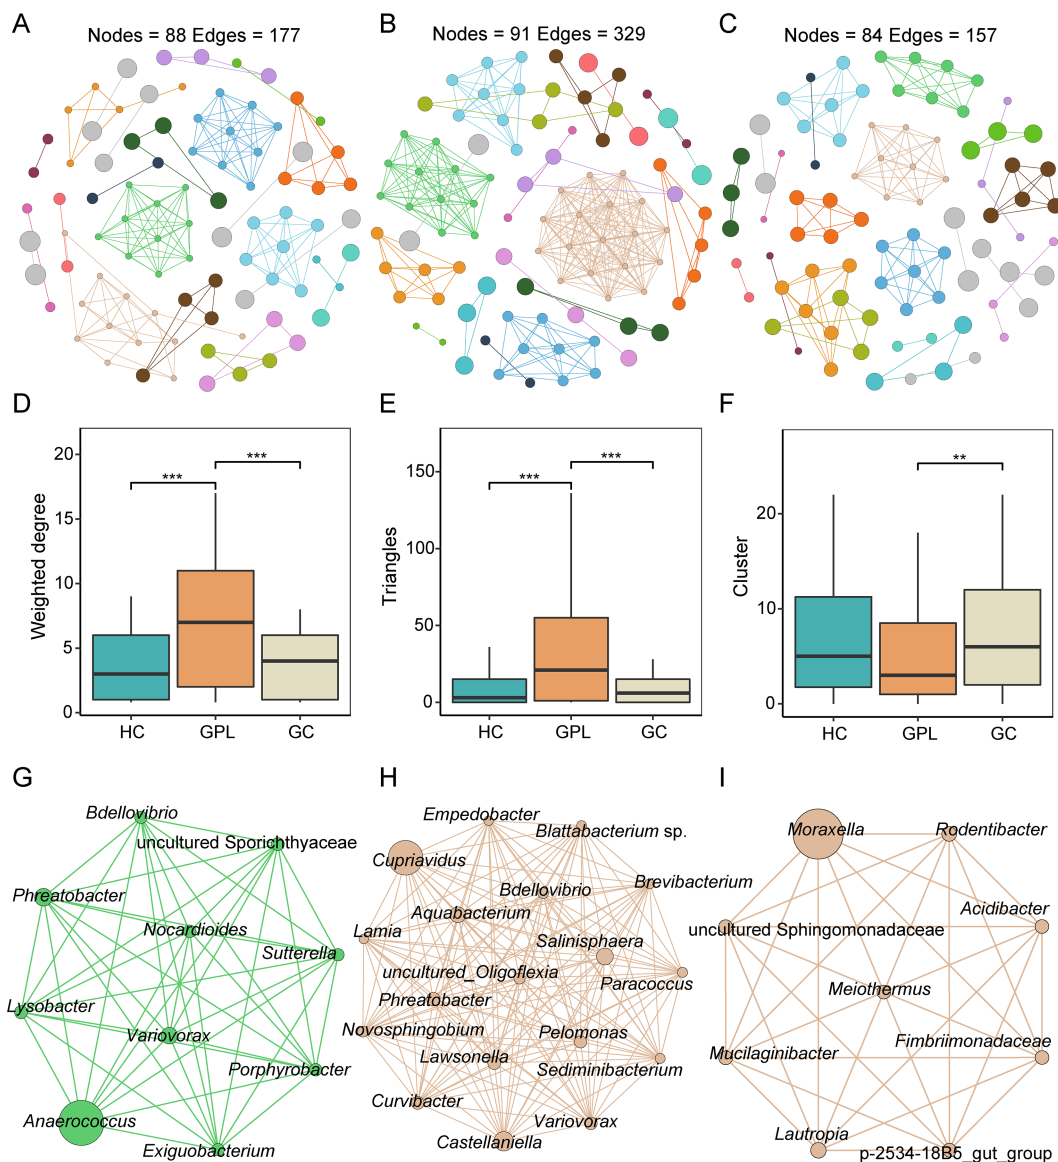 A
Nodes = 88 Edges = 177
B
Nodes = 91 Edges = 329
C
Nodes = 84 Edges = 157
D
Weighted degree
20
15
10
5
0
***
***
HC
GPL
GC
E
Triangles
150
100
50
0
***
***
HC
GPL
GC
F
Cluster
20
10
0
**
HC
GPL
GC
G
Bdellovibrio
uncultured Sporichthyaceae
Phreatobacter
Nocardioides
Sutterella
Lysobacter
Variovorax
Porphyrobacter
Anaerococcus
Exiguobacterium
H
Empedobacter
Blattabacterium sp.
Cupriavidus
Brevibacterium
Bdellovibrio
Aquabacterium
Lamia
Salinisphaera
uncultured_Oligoflexia
Paracoccus
Phreatobacter
Novosphingobium
Pelomonas
Lawsonella
Sediminibacterium
Curvibacter
Variovorax
Castellaniella
I
Moraxella
Rodentibacter
Acidibacter
uncultured Sphingomonadaceae
Meiothermus
Fimbriimonadaceae
Mucilaginibacter
Lautropia
p-2534-18B5_gut_group